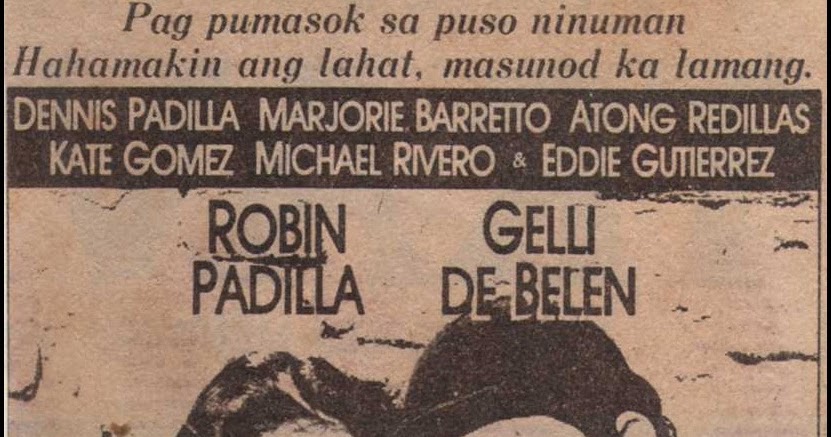 Pag pumasok sa puso ninuman
Hahamakin ang lahat, masunod ka lamang.
DENNIS PADILLA MARJORIE BARRETTO ATONG REDILLAS
KATE GOMEZ MICHAEL RIVERO & EDDIE GUTIERREZ
ROBIN PADILLA
GELLI DE BELEN